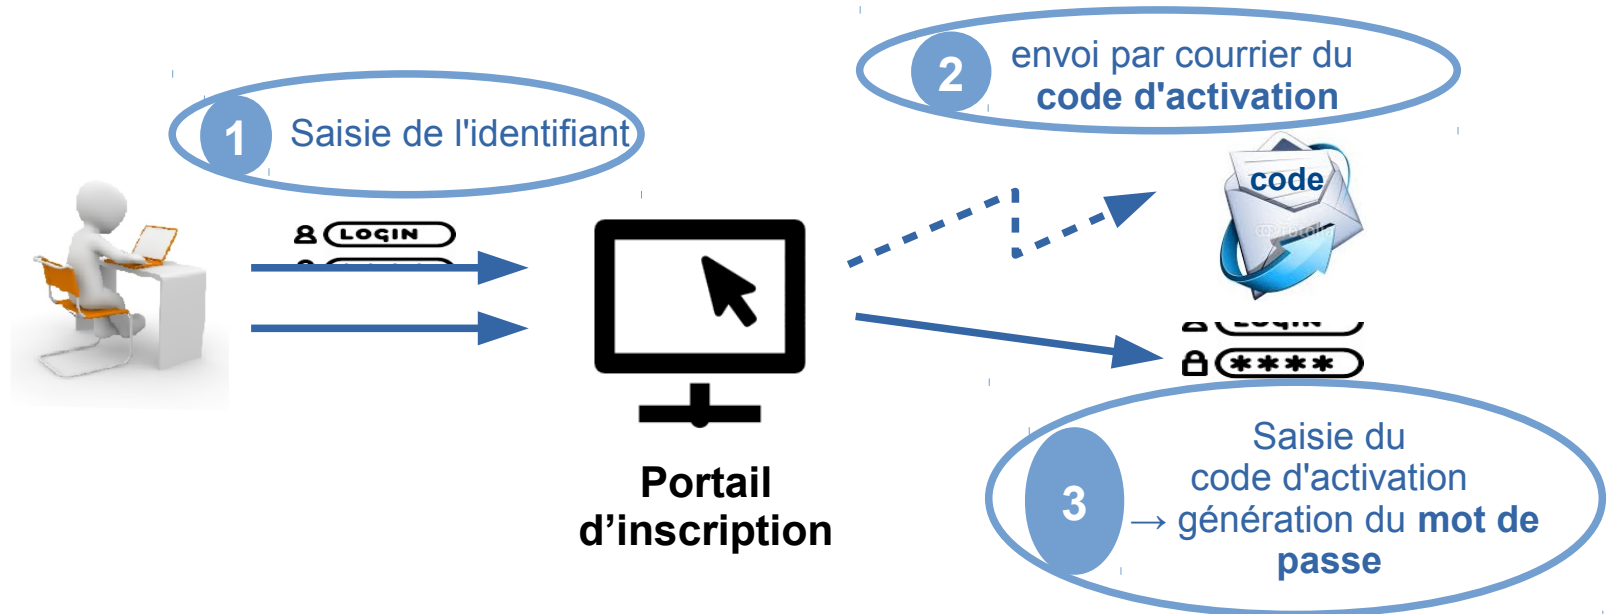 1
Saisie de l'identifiant
2
envoi par courrier du
code d'activation
code
LOGIN
LOGIN
****
Portail
d’inscription
3
Saisie du
code d'activation
→ génération du mot de
passe